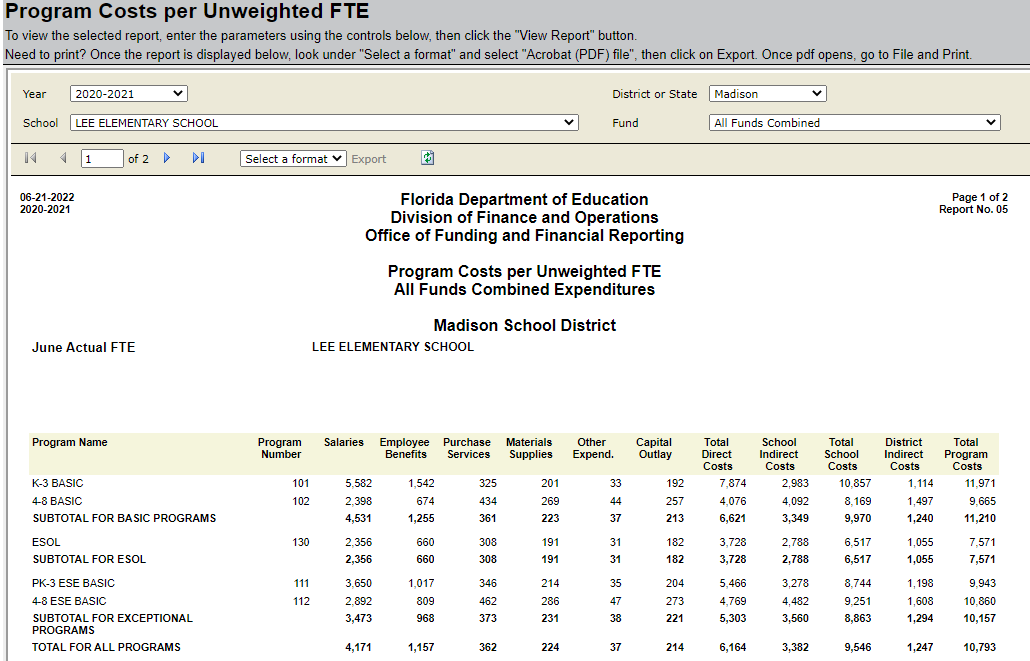 Program Costs per Unweighted FTE
To view the selected report, enter the parameters using the controls below, then click the "View Report" button.
Need to print? Once the report is displayed below, look under "Select a format" and select "Acrobat (PDF) file", then click on Export. Once pdf opens, go to File and Print.
Year 2020-2021 District or State Madison
School LEE ELEMENTARY SCHOOL Fund All Funds Combined
1 of 2 Select a format Export
06-21-2022 Florida Department of Education Page 1 of 2
2020-2021 Division of Finance and Operations Report No. 05
Office of Funding and Financial Reporting
Program Costs per Unweighted FTE
All Funds Combined Expenditures
Madison School District
June Actual FTE LEE ELEMENTARY SCHOOL
Program Name Program Number Salaries Employee Benefits Purchase Services Materials Supplies Other Expend. Capital Outlay Total Direct Costs School Indirect Costs Total School Costs District Indirect Costs Total Program Costs
K-3 BASIC 101 5,582 1,542 325 201 33 192 7,874 2,983 10,857 1,114 11,971
4-8 BASIC 102 2,398 674 434 269 44 257 4,076 4,092 8,169 1,497 9,665
SUBTOTAL FOR BASIC PROGRAMS 4,531 1,255 361 223 37 213 6,621 3,349 9,970 1,240 11,210
ESOL 130 2,356 660 308 191 31 182 3,728 2,788 6,517 1,055 7,571
SUBTOTAL FOR ESOL 2,356 660 308 191 31 182 3,728 2,788 6,517 1,055 7,571
PK-3 ESE BASIC 111 3,650 1,017 346 214 35 204 5,466 3,278 8,744 1,198 9,943
4-8 ESE BASIC 112 2,892 809 462 286 47 273 4,769 4,482 9,251 1,608 10,860
SUBTOTAL FOR EXCEPTIONAL PROGRAMS 3,473 968 373 231 38 221 5,303 3,560 8,863 1,294 10,157
TOTAL FOR ALL PROGRAMS 4,171 1,157 362 224 37 214 6,164 3,382 9,546 1,247 10,793